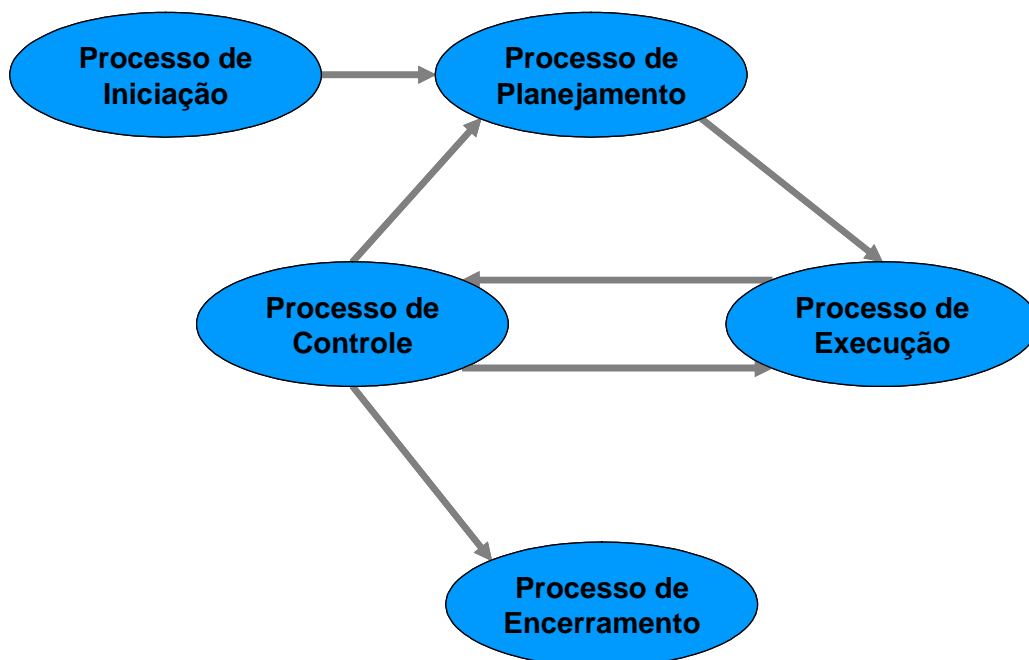 Processo de
Iniciação
Processo de
Planejamento
Processo de
Controle
Processo de
Execução
Processo de
Encerramento